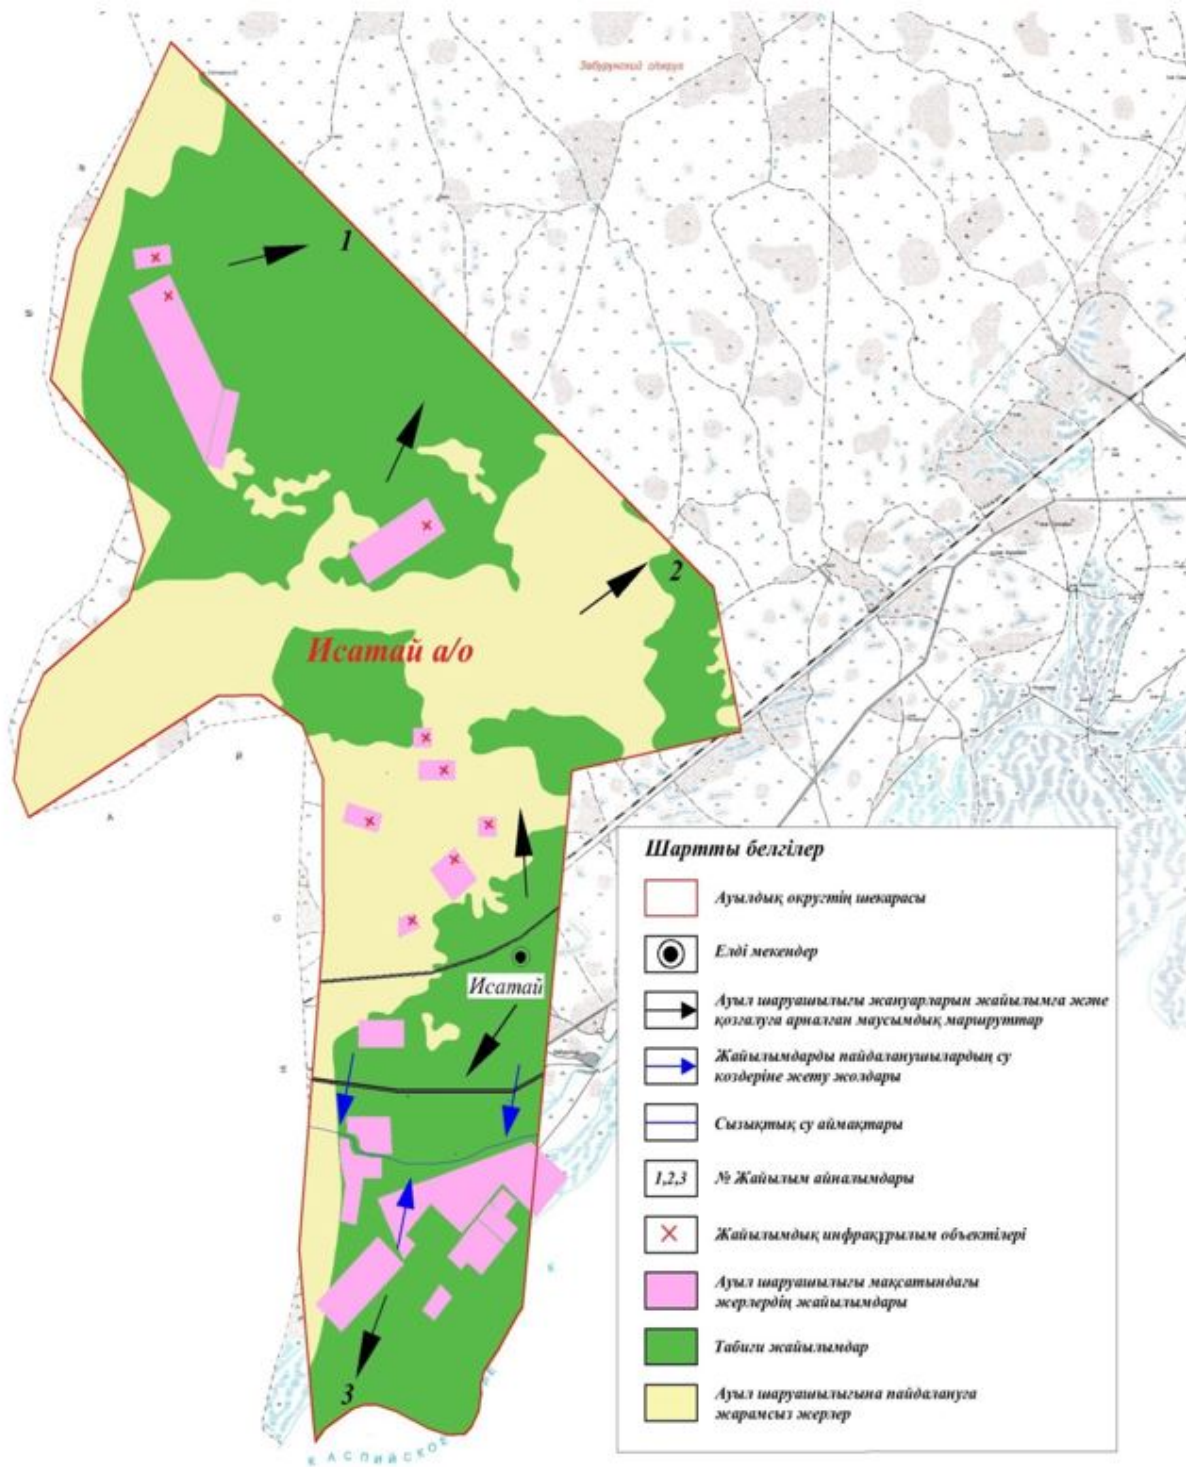 Забурунский округ
1
2
Исатай а/о
Исатай
3
КАСПИЙСКОЕ
Шартты белгілер
Ауылдық округтің шекарасы
Елді мекендер
Ауыл шаруашылығы жануарларын жайылымға және
қозғалуға арналған маусымдық маршруттар
Жайылымдарды пайдаланушылардың су
көздеріне жету жолдары
Сызықтық су аймақтары
1,2,3
№ Жайылым айналымдары
Жайылымдық инфрақұрылым объектілері
Ауыл шаруашылығы мақсатындағы
жерлердің жайылымдары
Табиғи жайылымдар
Ауыл шаруашылығына пайдалануға
жарамсыз жерлер